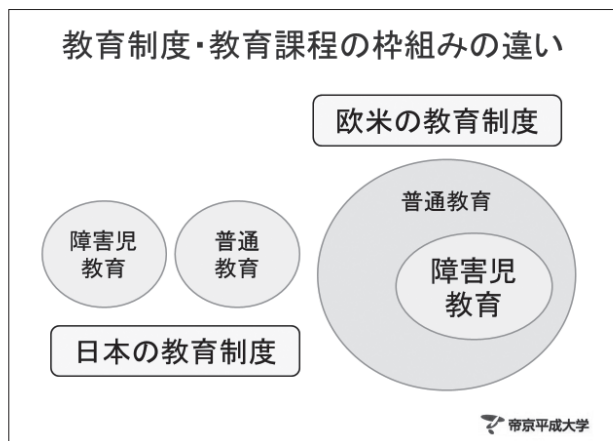 教育制度・教育課程の枠組みの違い
欧米の教育制度
普通教育
障害児
教育
普通
教育
障害児
教育
日本の教育制度
帝京平成大学